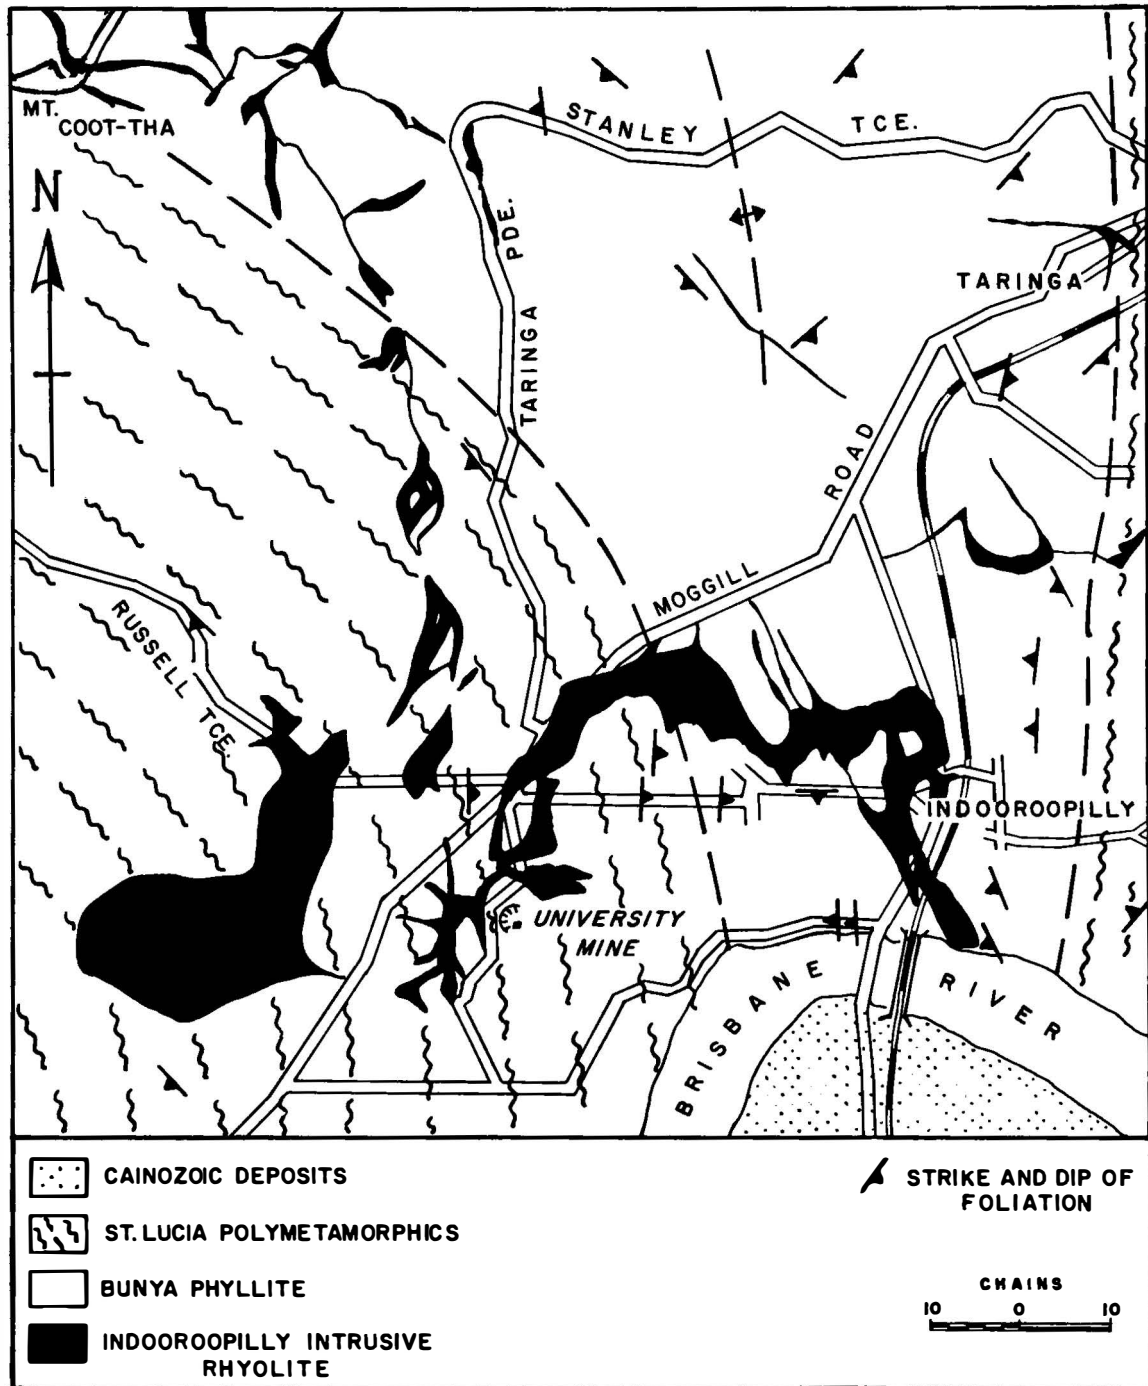 MT.
COOT-THA
N
STANLEY TCE.
TARINGA PDE.
TARINGA
MOGGILL ROAD
RUSSELL TCE.
INDOOROOPILLY
UNIVERSITY
MINE
BRISBANE RIVER
CAINOZOIC DEPOSITS
ST. LUCIA POLYMETAMORPHICS
BUNYA PHYLLITE
INDOOROOPILLY INTRUSIVE
RHYOLITE
STRIKE AND DIP OF
FOLIATION
CHAINS
10 0 10